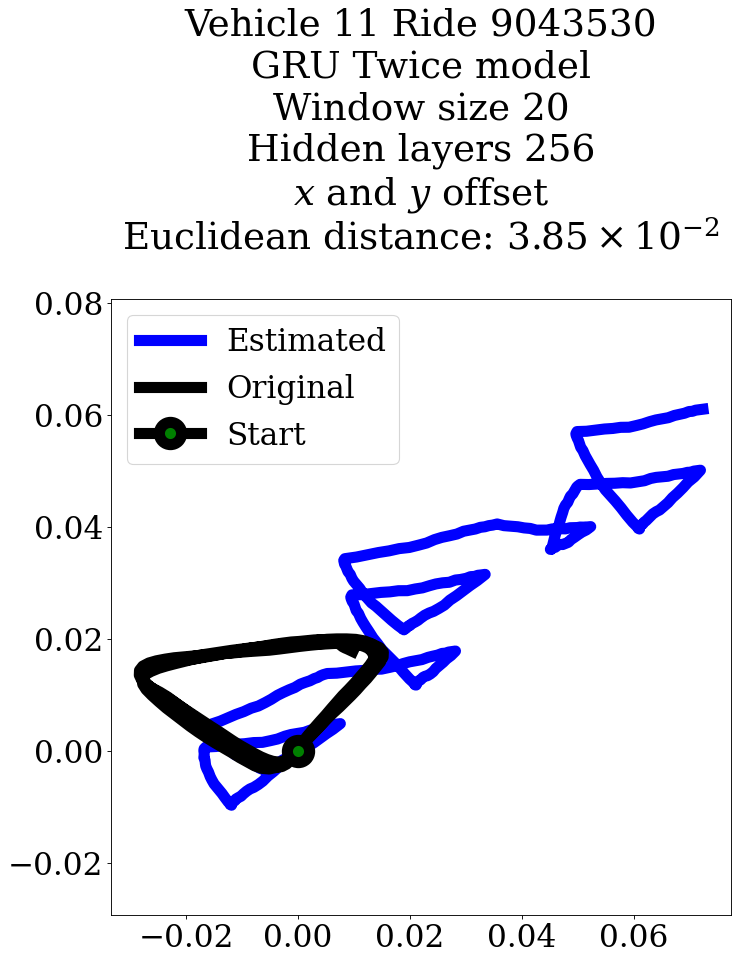 Vehicle 11 Ride 9043530
GRU Twice model
Window size 20
Hidden layers 256
x and y offset
Euclidean distance: 3.85 × 10⁻²
0.08
0.06
0.04
0.02
0.00
−0.02
Estimated
Original
Start
−0.02 0.00 0.02 0.04 0.06